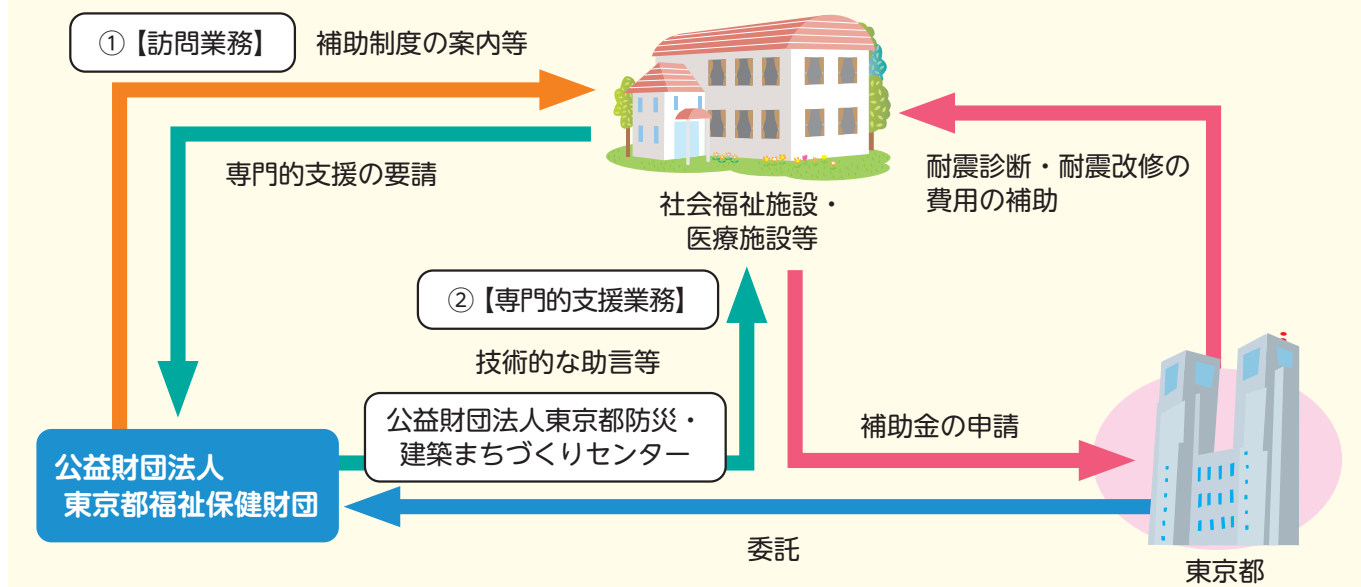 ①【訪問業務】
補助制度の案内等
専門的支援の要請
社会福祉施設・
医療施設等
耐震診断・耐震改修の
費用の補助
②【専門的支援業務】
技術的な助言等
公益財団法人東京都防災・
建築まちづくりセンター
補助金の申請
公益財団法人
東京都福祉保健財団
委託
東京都